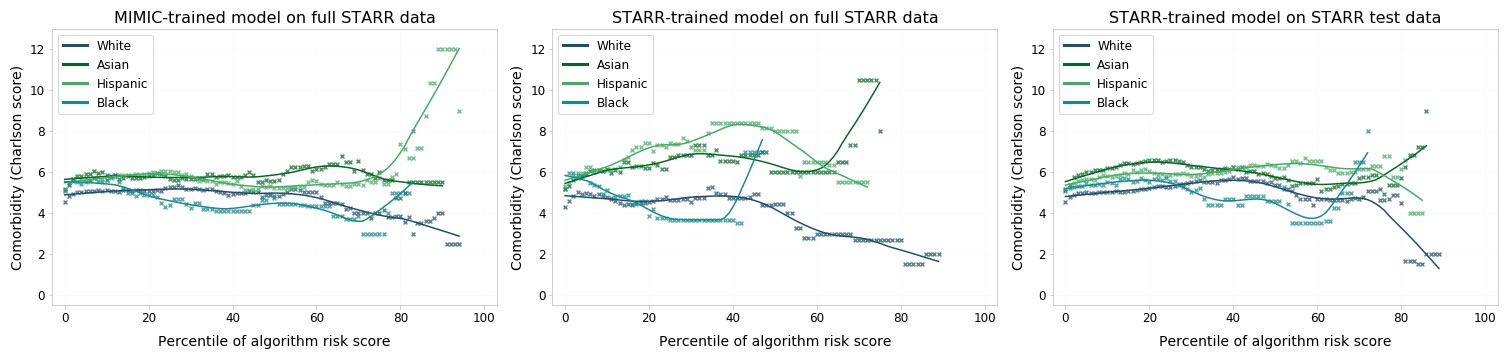 MIMIC-trained model on full STARR data
12
10
8
6
4
2
0
Comorbidity (Charlson score)
White
Asian
Hispanic
Black
0 20 40 60 80 100
Percentile of algorithm risk score
STARR-trained model on full STARR data
12
10
8
6
4
2
0
Comorbidity (Charlson score)
White
Asian
Hispanic
Black
0 20 40 60 80 100
Percentile of algorithm risk score
STARR-trained model on STARR test data
12
10
8
6
4
2
0
Comorbidity (Charlson score)
White
Asian
Hispanic
Black
0 20 40 60 80 100
Percentile of algorithm risk score